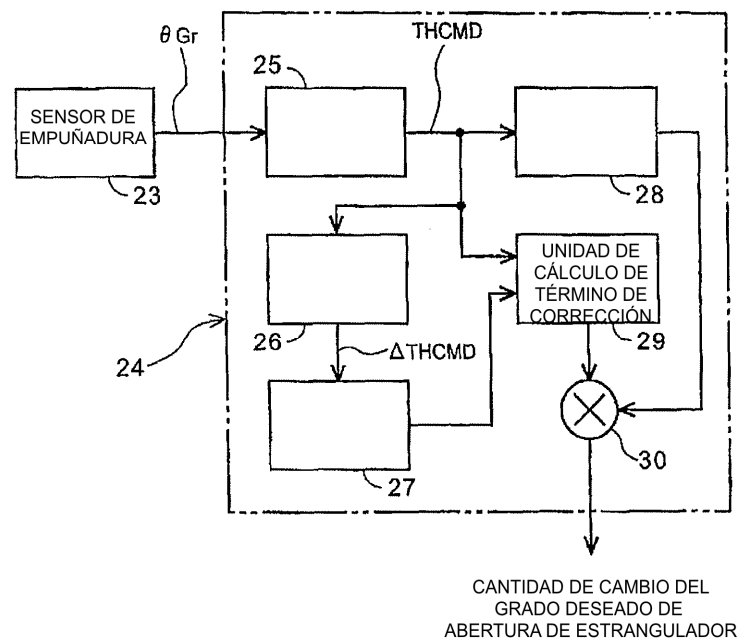 θGr
THCMD
25
SENSOR DE
EMPUÑADURA
23
28
UNIDAD DE
CÁLCULO DE
TÉRMINO DE
CORRECCIÓN
24
26
ΔTHCMD
29
27
30
CANTIDAD DE CAMBIO DEL
GRADO DESEADO DE
ABERTURA DE ESTRANGULADOR